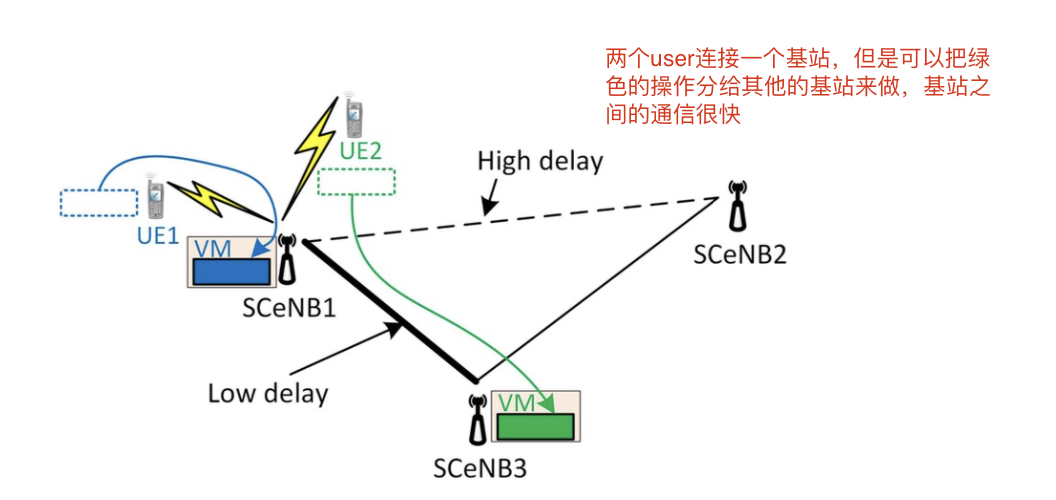 两个user连接一个基站，但是可以把绿
色的操作分给其他的基站来做，基站之
间的通信很快
UE2
High delay
UE1
VM
SCeNB2
SCeNB1
Low delay
VM
SCeNB3